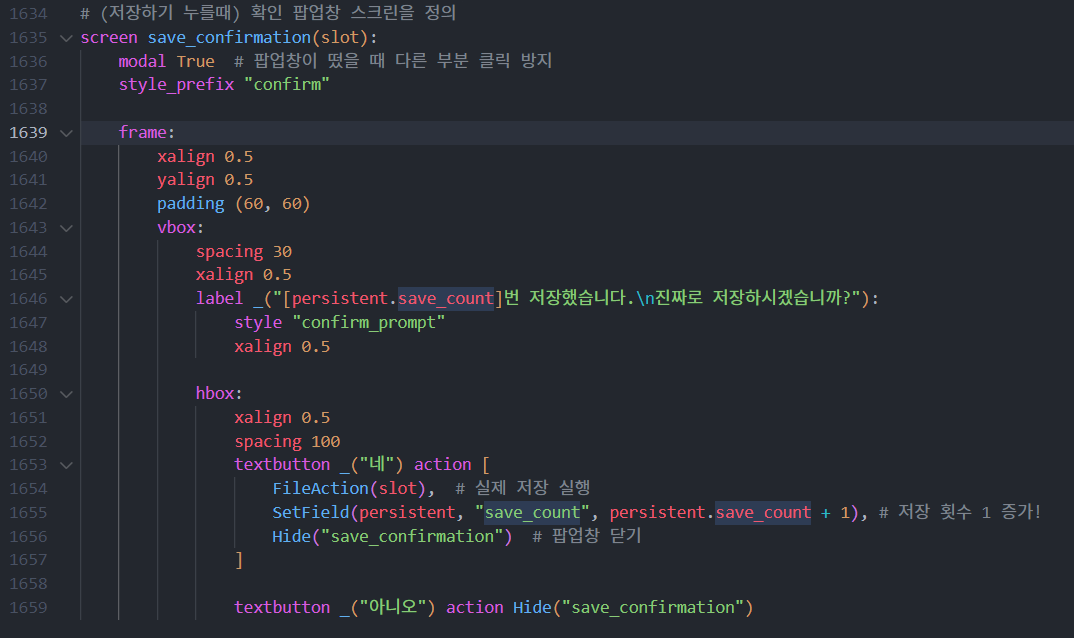 1634 # (저장하기 누를때) 확인 팝업창 스크린을 정의
1635 screen save_confirmation(slot):
1636     modal True  # 팝업창이 떴을 때 다른 부분 클릭 방지
1637     style_prefix "confirm"
1638
1639     frame:
1640         xalign 0.5
1641         yalign 0.5
1642         padding (60, 60)
1643         vbox:
1644             spacing 30
1645             xalign 0.5
1646             label _("[persistent.save_count]번 저장했습니다.\n진짜로 저장하시겠습니까?"):
1647                 style "confirm_prompt"
1648                 xalign 0.5
1649
1650             hbox:
1651                 xalign 0.5
1652                 spacing 100
1653                 textbutton _("네") action [
1654                     FileAction(slot),  # 실제 저장 실행
1655                     SetField(persistent, "save_count", persistent.save_count + 1), # 저장 횟수 1 증가!
1656                     Hide("save_confirmation")  # 팝업창 닫기
1657                 ]
1658
1659                 textbutton _("아니오") action Hide("save_confirmation")